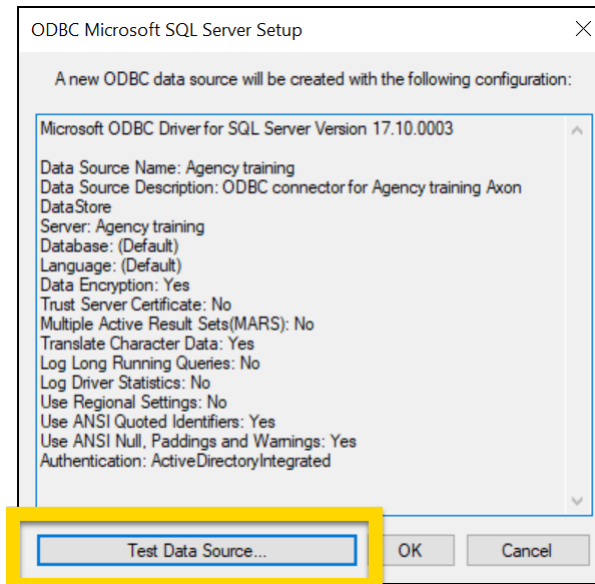 ODBC Microsoft SQL Server Setup
A new ODBC data source will be created with the following configuration:
Microsoft ODBC Driver for SQL Server Version 17.10.0003
Data Source Name: Agency training
Data Source Description: ODBC connector for Agency training Axon
DataStore
Server: Agency training
Database: (Default)
Language: (Default)
Data Encryption: Yes
Trust Server Certificate: No
Multiple Active Result Sets(MARS): No
Translate Character Data: Yes
Log Long Running Queries: No
Log Driver Statistics: No
Use Regional Settings: No
Use ANSI Quoted Identifiers: Yes
Use ANSI Null, Paddings and Warnings: Yes
Authentication: ActiveDirectoryIntegrated
Test Data Source... OK Cancel